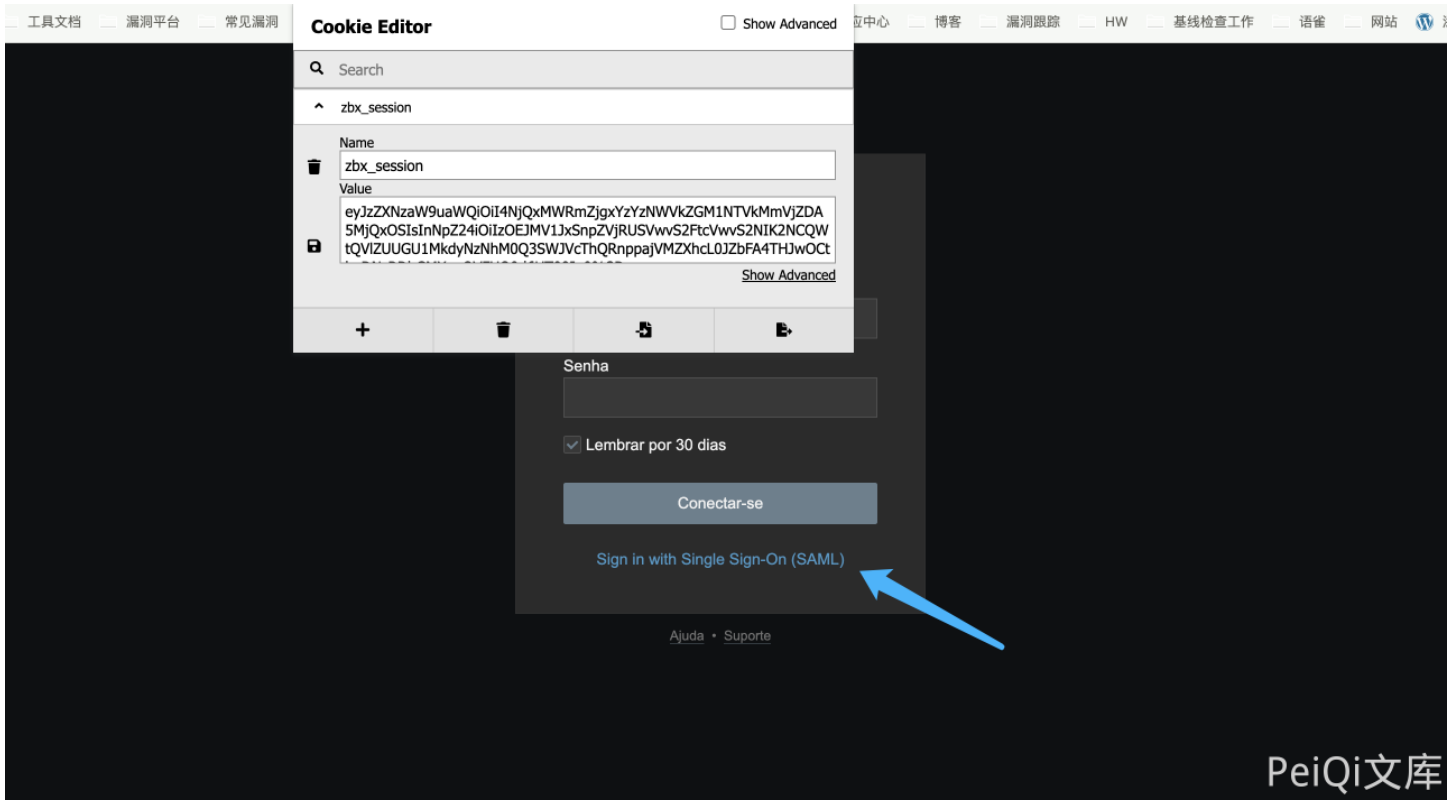 工具文档 漏洞平台 常见漏洞 应中心 博客 漏洞跟踪 HW 基线检查工作 语雀 网站
Cookie Editor
Show Advanced
Search
zbx_session
Name
zbx_session
Value
eyJzZXNzaW9uaWQiOiI4NjQxMWRmZjgxYzYzNWVkZGM1NTVkMmVjZDA
5MjQxOSIsInNpZ24iOiIzOEJMV1JxSnpZVjRUSVwvS2FtcVwvS2NIK2NCQW
tQVlZUUGU1MkdyNzNhM0Q3SWJVcThQRnppajVMZXhcL0JZbFA4THJwOCt
Show Advanced
Senha
Lembrar por 30 dias
Conectar-se
Sign in with Single Sign-On (SAML)
Ajuda • Suporte
PeiQi文库